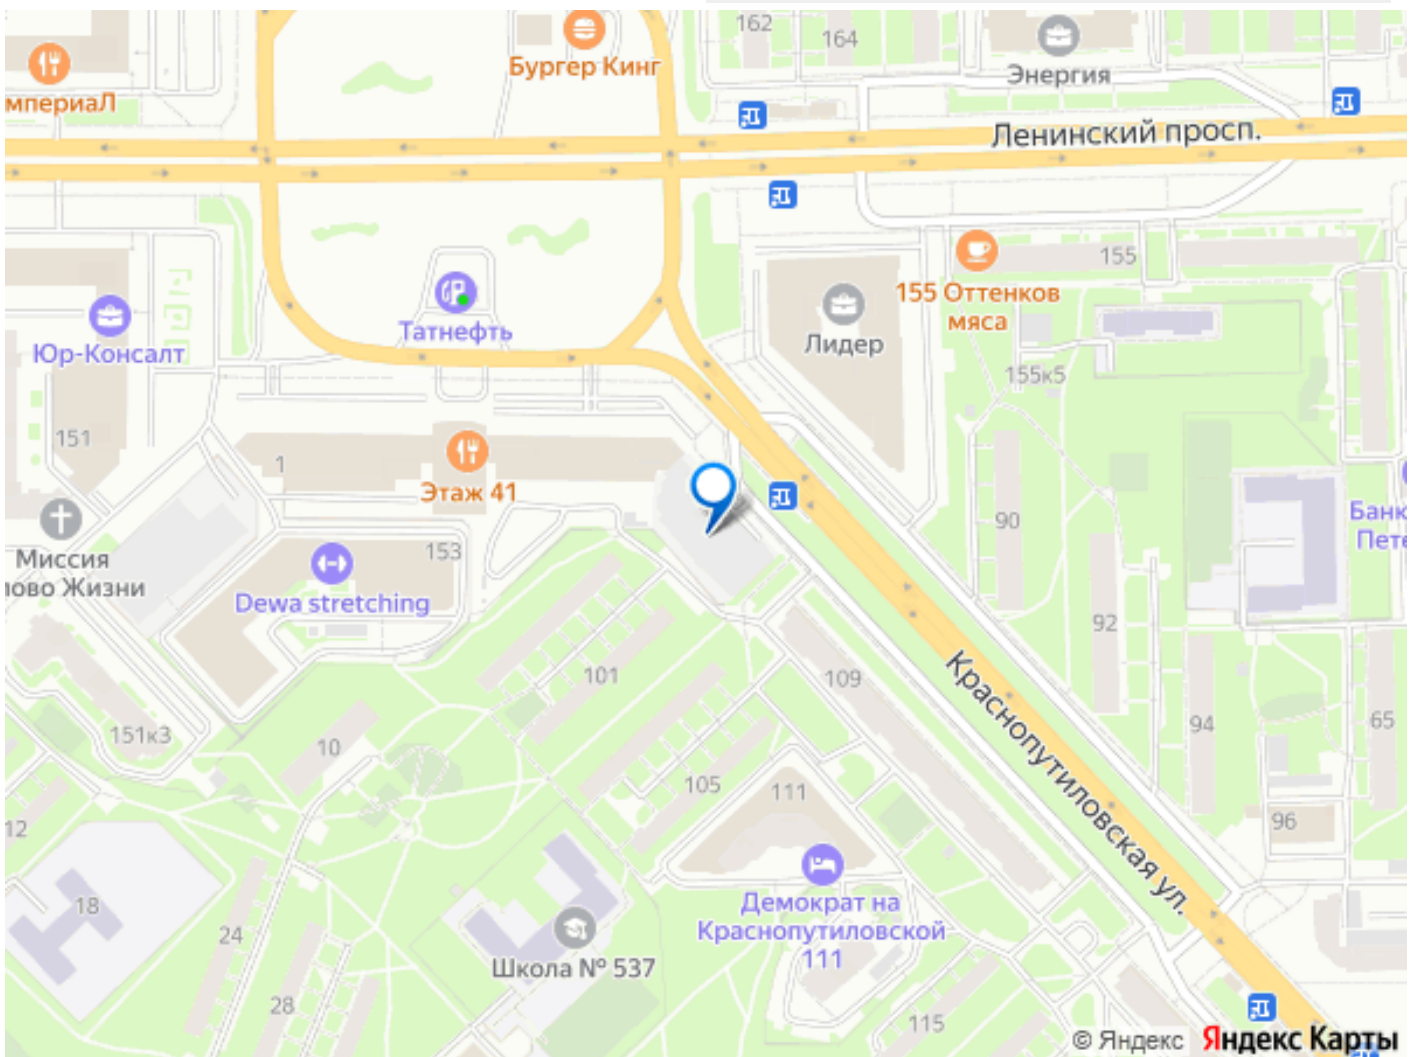 162
164
Бургер Кинг
Энергия
мпериаЛ
Ленинский просп.
155
155 Оттенков
мяса
Татнефть
Лидер
Юр-Консалт
155к5
151
1
Этаж 41
90
Банк
Пете
Миссия
лово Жизни
153
Dewa stretching
92
101
109
Краснопутиловская ул.
65
94
151к3
10
105
111
96
12
Демократ на
Краснопутиловской
111
18
24
Школа № 537
28
115
© Яндекс Яндекс Карты